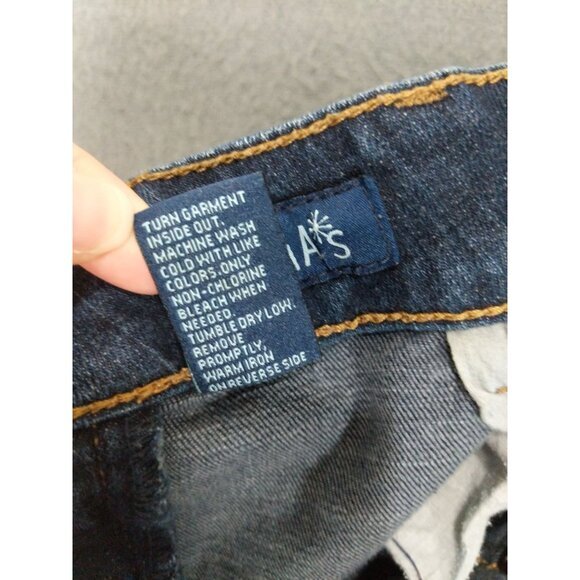 TURN GARMENT
INSIDE OUT.
MACHINE WASH
COLD WITH LIKE
COLORS. ONLY
NON-CHLORINE
BLEACH WHEN
NEEDED.
TUMBLE DRY LOW.
REMOVE
PROMPTLY,
WARM IRON
ON REVERSE SIDE